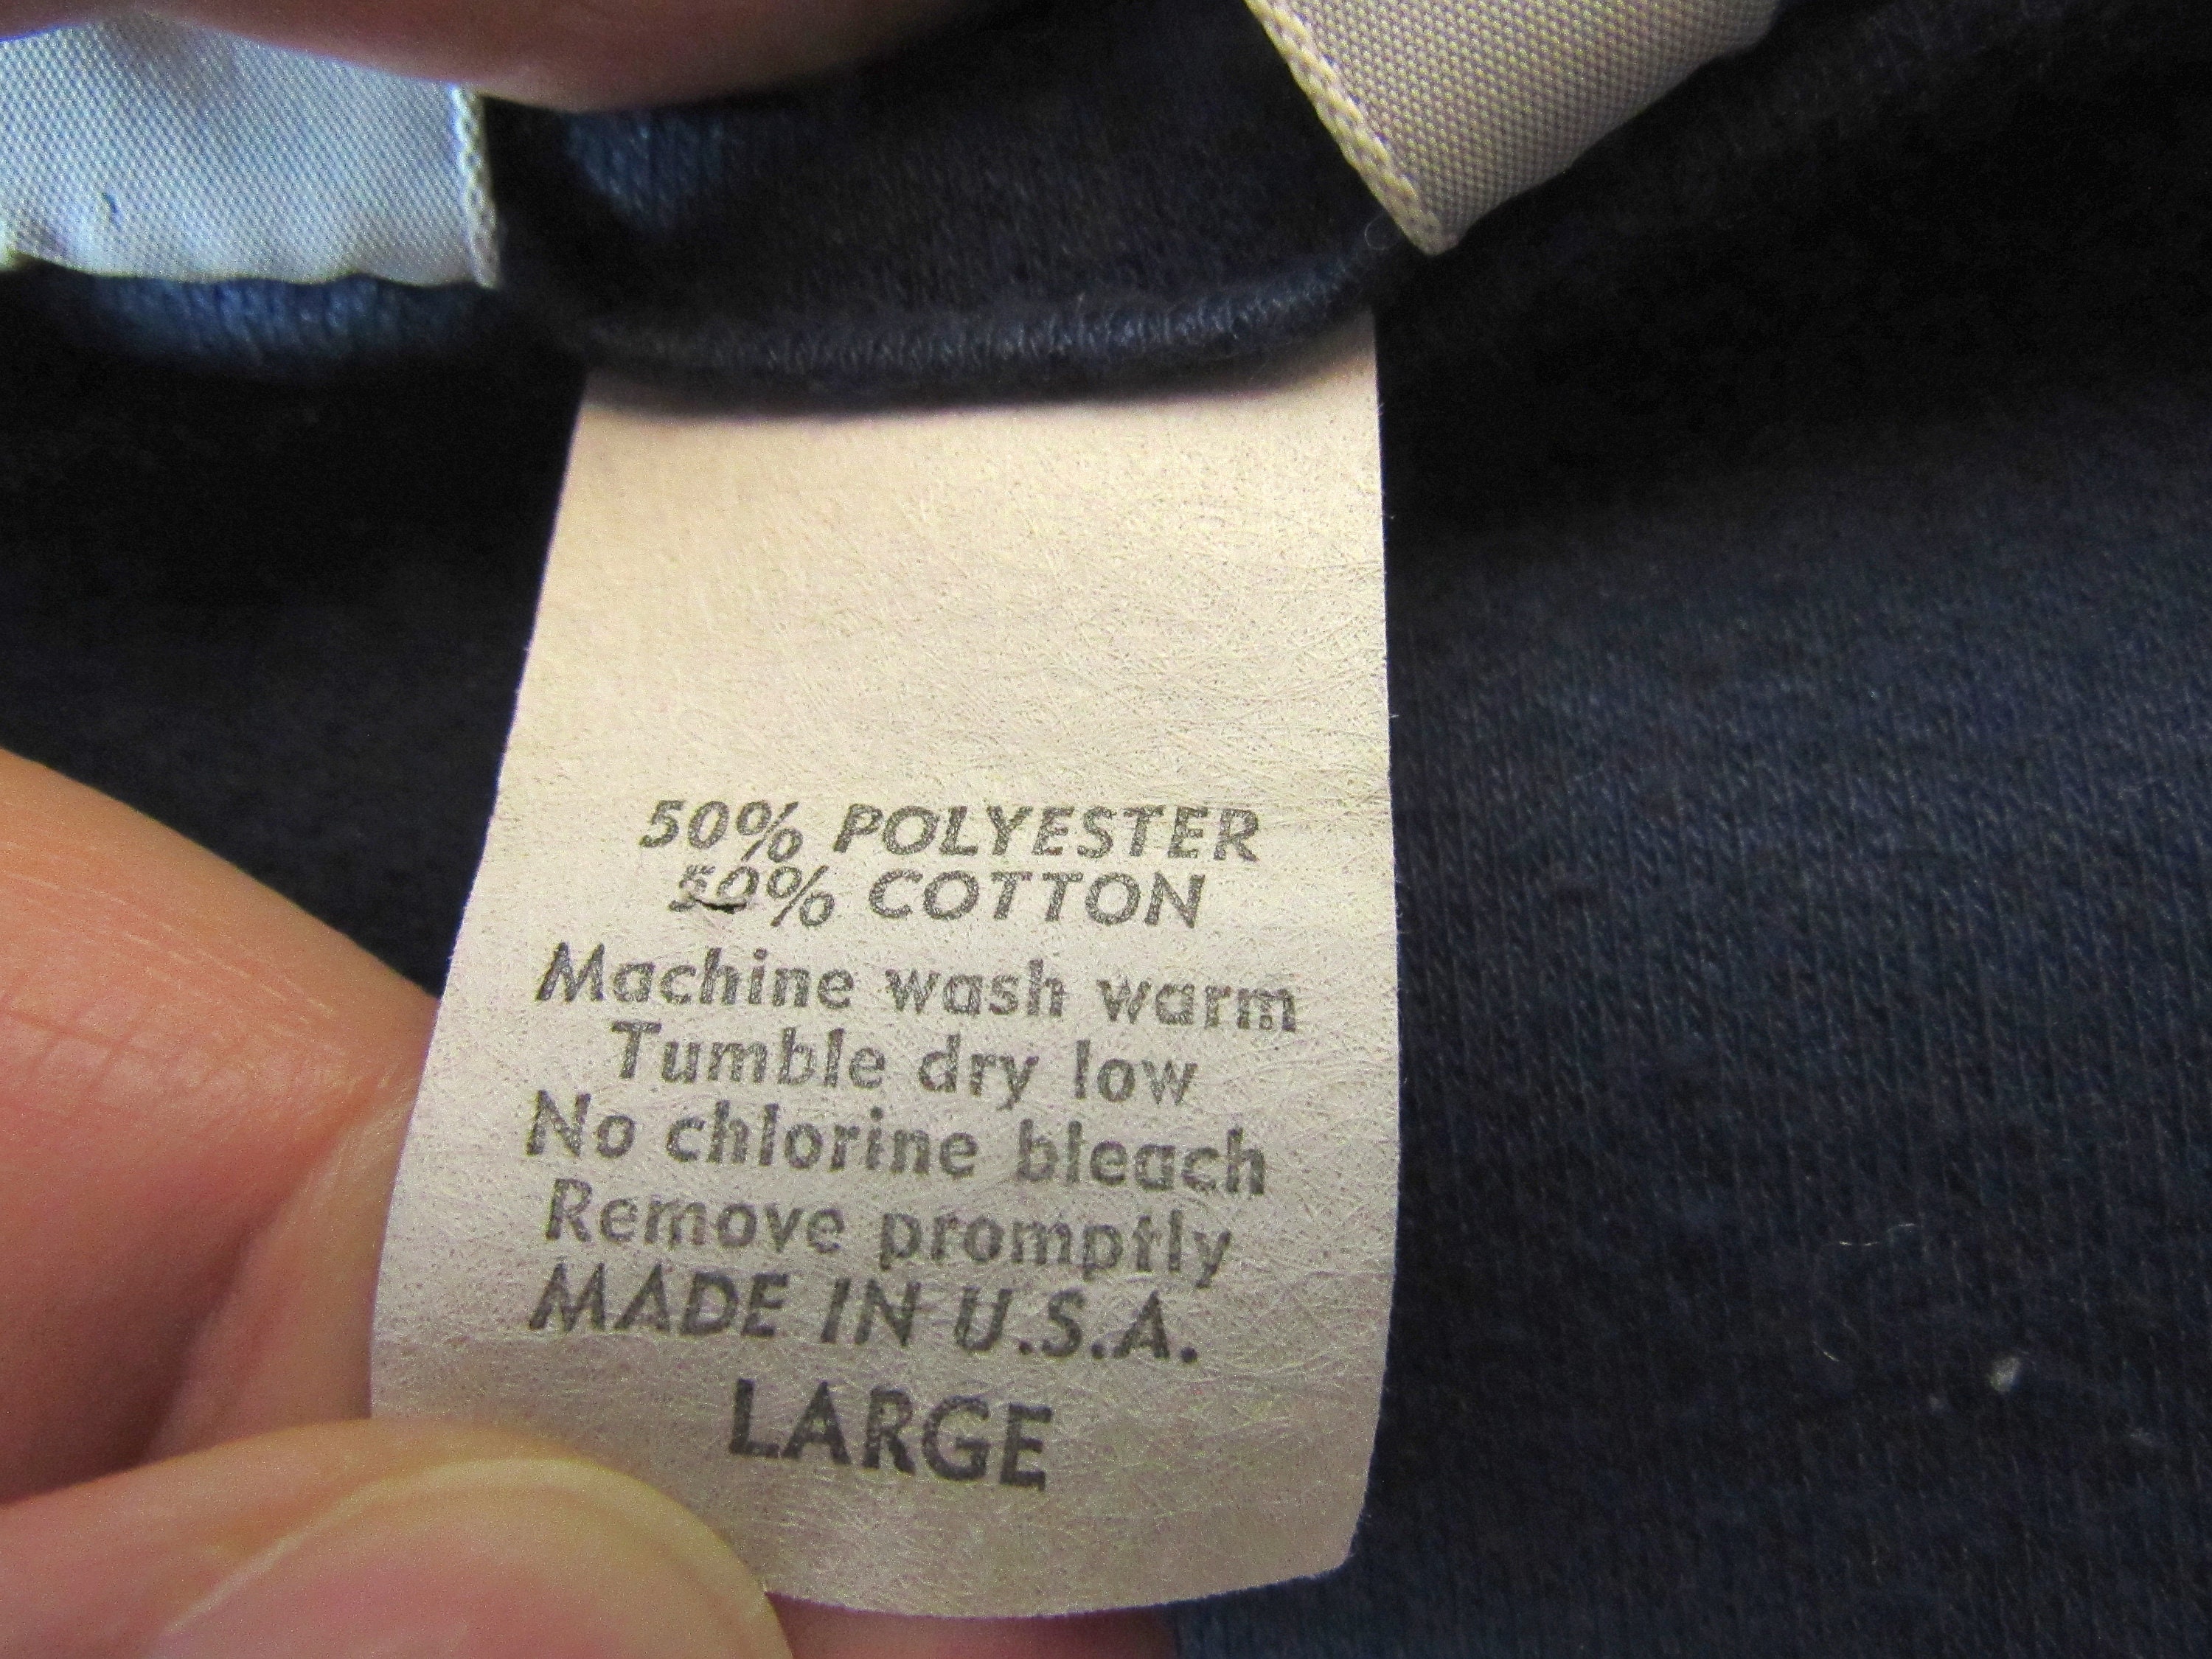 50% POLYESTER
50% COTTON
Machine wash warm
Tumble dry low
No chlorine bleach
Remove promptly
MADE IN U.S.A.
LARGE